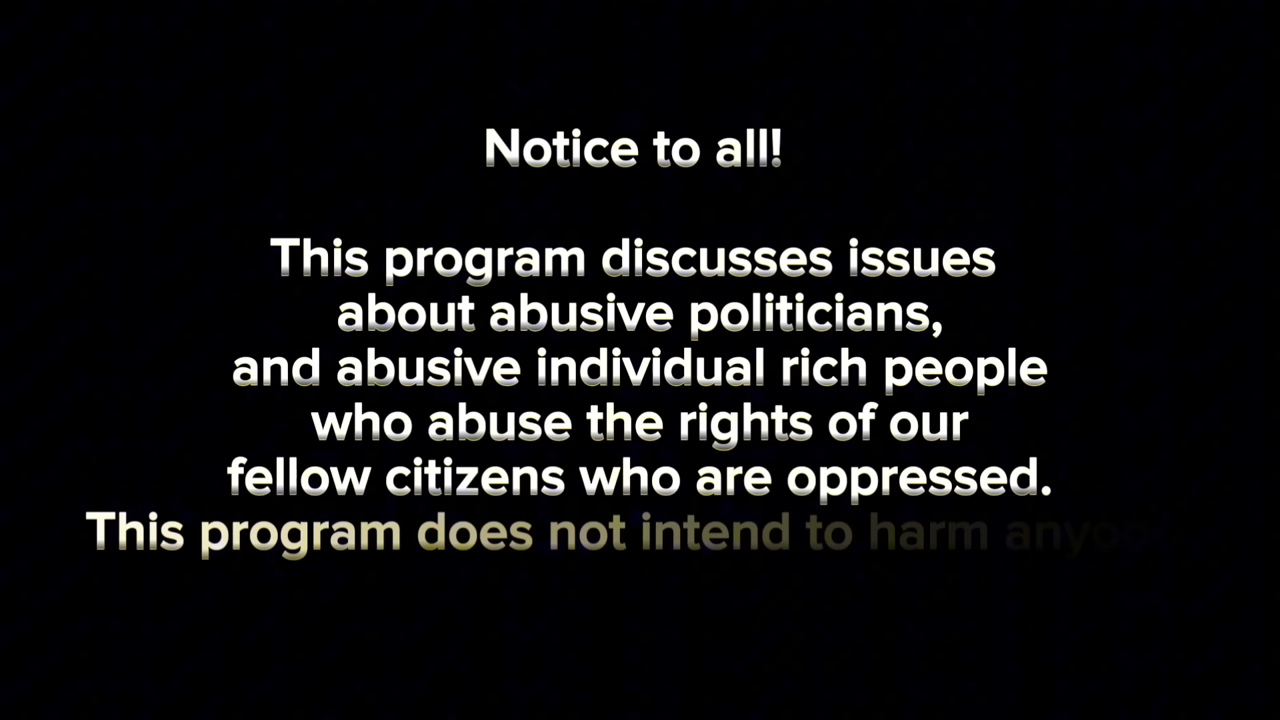 Notice to all!
This program discusses issues
about abusive politicians,
and abusive individual rich people
who abuse the rights of our
fellow citizens who are oppressed.
This program does not intend to harm